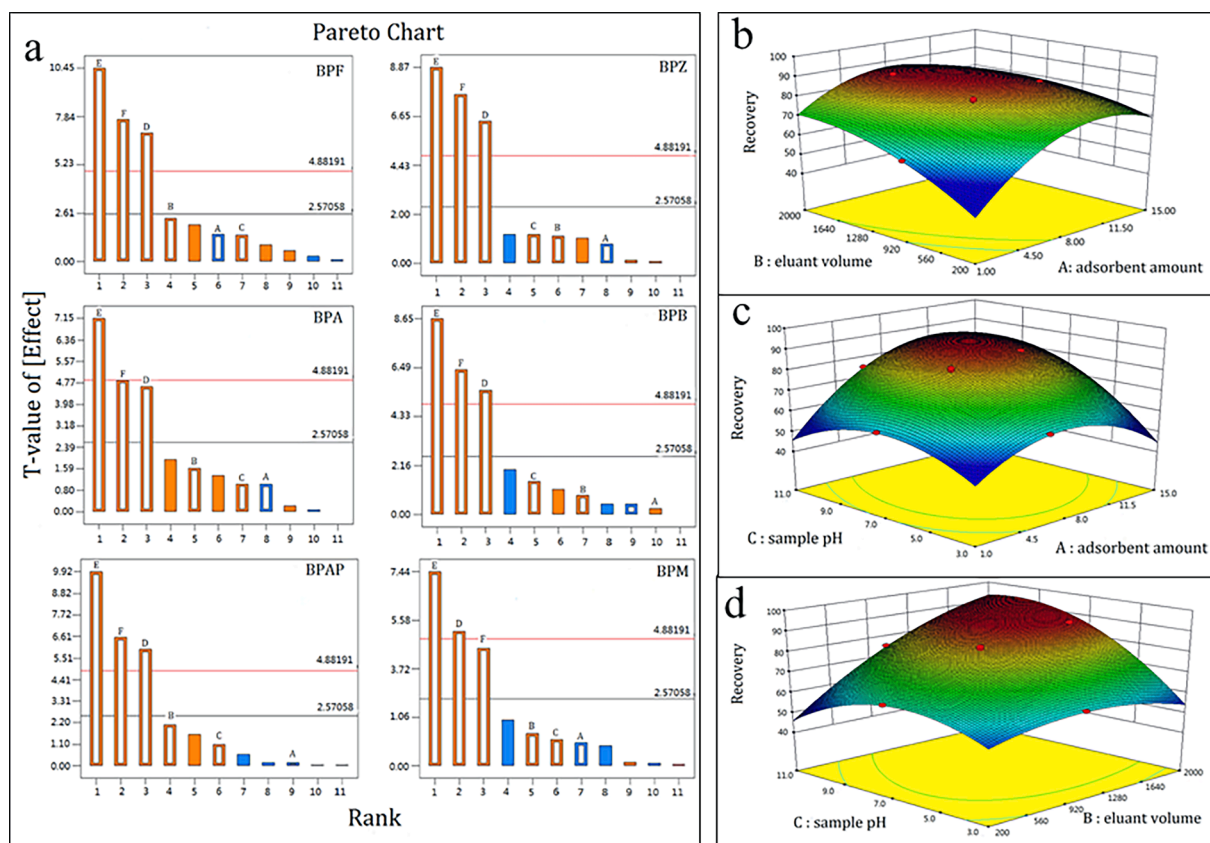 a
Pareto Chart
T-value of [Effect]
Rank
BPF
10.45
7.84
5.23
2.61
0.00
E
F
D
B
A
C
4.88191
2.57058
1 2 3 4 5 6 7 8 9 10 11
BPZ
8.87
6.65
4.43
2.00
0.00
E
F
D
C
B
A
4.88191
2.57058
1 2 3 4 5 6 7 8 9 10 11
BPA
7.15
6.36
5.57
4.77
3.98
3.18
2.39
1.59
0.80
0.00
E
F
D
B
C
A
4.88191
2.57058
1 2 3 4 5 6 7 8 9 10 11
BPB
8.65
6.49
4.33
2.16
0.00
E
F
D
C
B
A
4.88191
2.57058
1 2 3 4 5 6 7 8 9 10 11
BPAP
9.92
8.82
7.72
6.61
5.51
4.41
3.31
2.20
1.10
0.00
E
F
D
B
C
A
4.88191
2.57058
1 2 3 4 5 6 7 8 9 10 11
BPM
7.44
5.58
3.72
1.06
0.00
E
D
F
B
C
A
4.88191
2.57058
1 2 3 4 5 6 7 8 9 10 11
b
Recovery
100
90
80
70
60
50
40
2000
1640
1280
920
560
200
B : eluant volume
1.00
4.50
8.00
11.50
15.00
A: adsorbent amount
c
Recovery
100
90
80
70
60
50
40
11.0
9.0
7.0
5.0
3.0
C : sample pH
1.0
4.5
8.0
11.5
15.0
A : adsorbent amount
d
Recovery
100
90
80
70
60
50
40
11.0
9.0
7.0
5.0
3.0
C : sample pH
200
560
920
1280
1640
2000
B : eluant volume